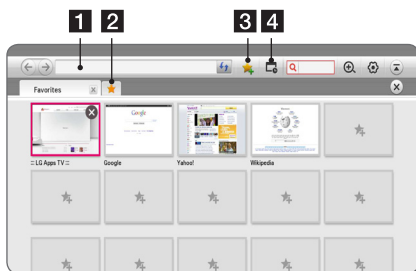 1 2 3 4
Favorites
:: LG Apps TV ::
Google
Yahoo!
Wikipedia